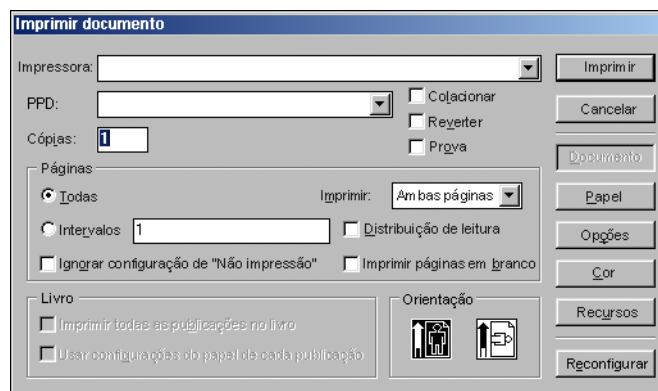 Imprimir documento
Impressora:
Imprimir
PPD:
Colacionar
Cancelar
Reverter
Cópias: 1
Prova
Documento
Páginas
Todas
Imprimir: Ambas páginas
Papel
Intervalos 1
Distribuição de leitura
Opções
Ignorar configuração de "Não impressão"
Imprimir páginas em branco
Cor
Livro
Orientação
Imprimir todas as publicações no livro
Recursos
Usar configurações do papel de cada publicação
Reconfigurar